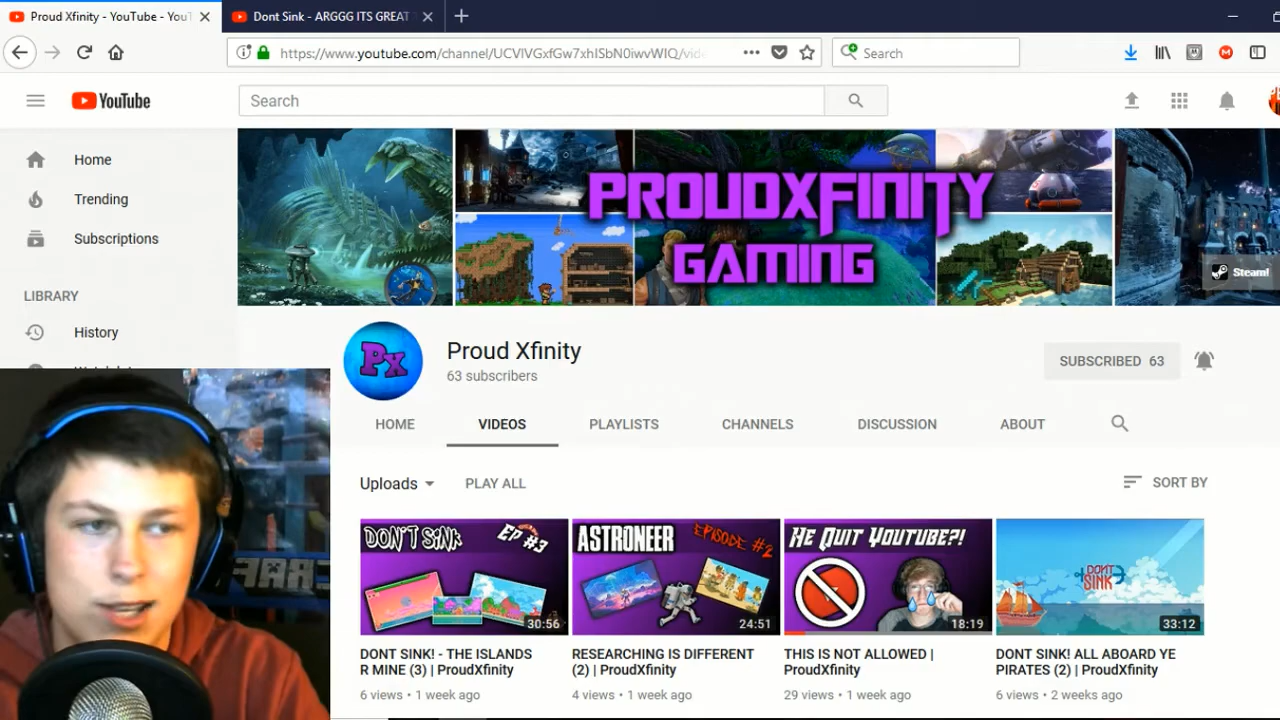 Proud Xfinity - YouTube - You
Dont Sink - ARGGG ITS GREAT
https://www.youtube.com/channel/UCVlVGxfGw7xhISbN0iwvWIQ/vid
Search
YouTube
Search
Home
Trending
Subscriptions
LIBRARY
History
PROUDXFINITY
GAMING
Steam!
Px
Proud Xfinity
63 subscribers
SUBSCRIBED 63
HOME
VIDEOS
PLAYLISTS
CHANNELS
DISCUSSION
ABOUT
Uploads
PLAY ALL
SORT BY
DON'T SINK
EP #3
30:56
ASTRONEER
EPISODE #2
24:51
HE QUIT YOUTUBE?!
18:19
DONT
SINK
33:12
DONT SINK! - THE ISLANDS
R MINE (3) | ProudXfinity
6 views • 1 week ago
RESEARCHING IS DIFFERENT
(2) | ProudXfinity
4 views • 1 week ago
THIS IS NOT ALLOWED |
ProudXfinity
29 views • 1 week ago
DONT SINK! ALL ABOARD YE
PIRATES (2) | ProudXfinity
6 views • 2 weeks ago